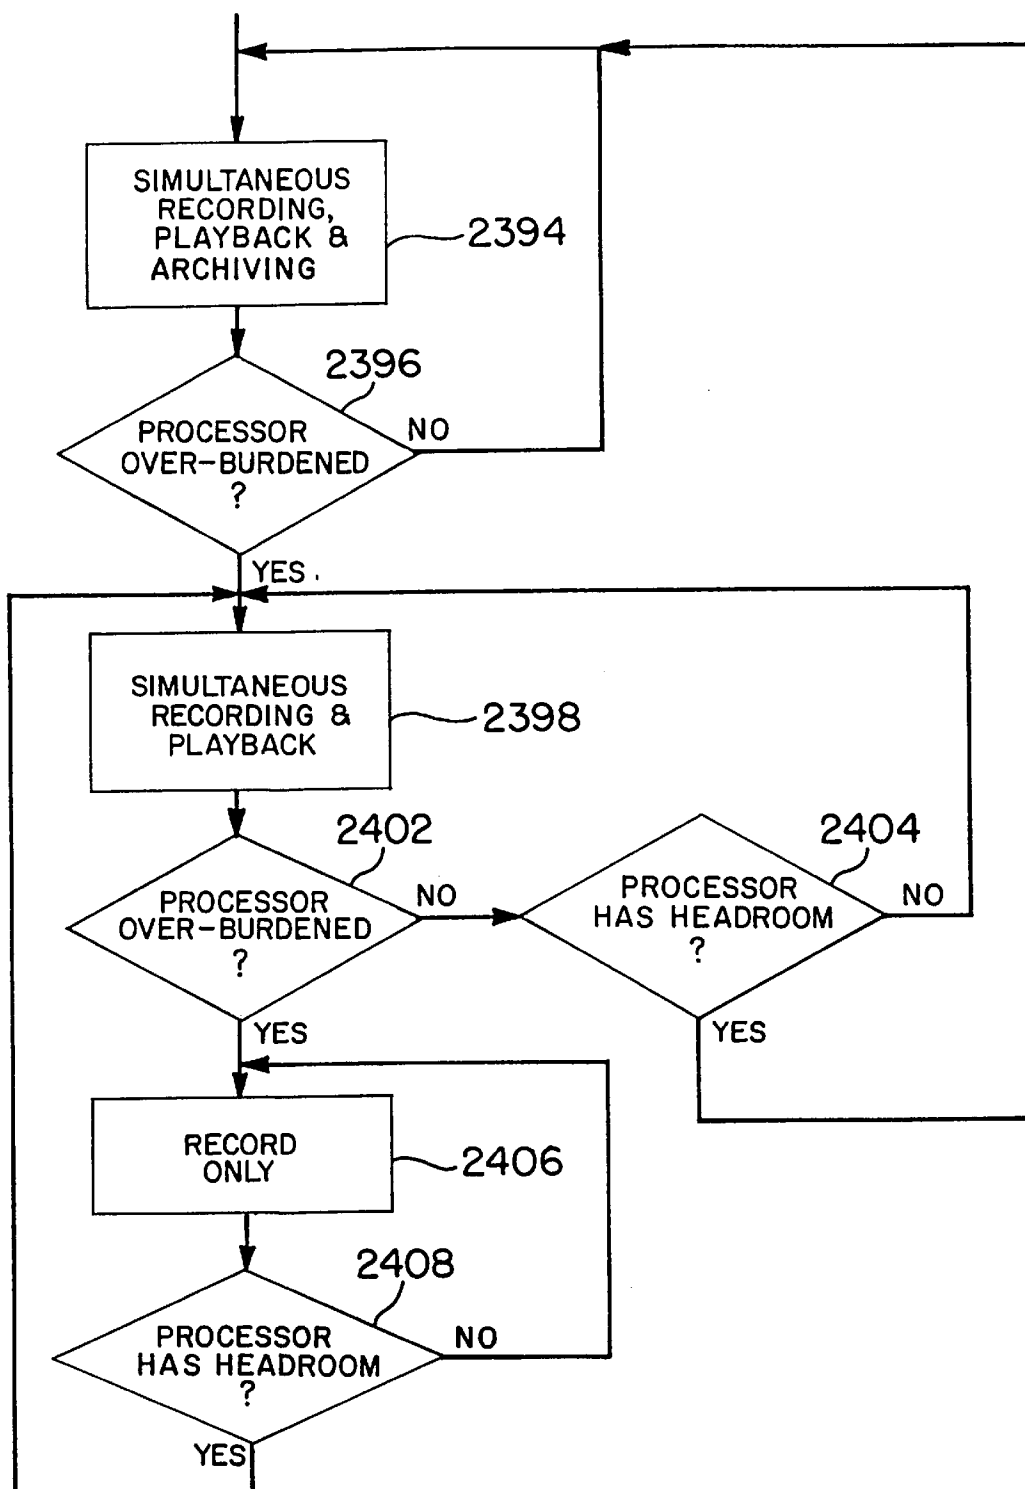 SIMULTANEOUS
RECORDING,
PLAYBACK &
ARCHIVING
2394
2396
PROCESSOR
OVER-BURDENED
?
NO
YES
SIMULTANEOUS
RECORDING &
PLAYBACK
2398
2402
PROCESSOR
OVER-BURDENED
?
NO
2404
PROCESSOR
HAS HEADROOM
?
NO
YES
YES
RECORD
ONLY
2406
2408
PROCESSOR
HAS HEADROOM
?
NO
YES